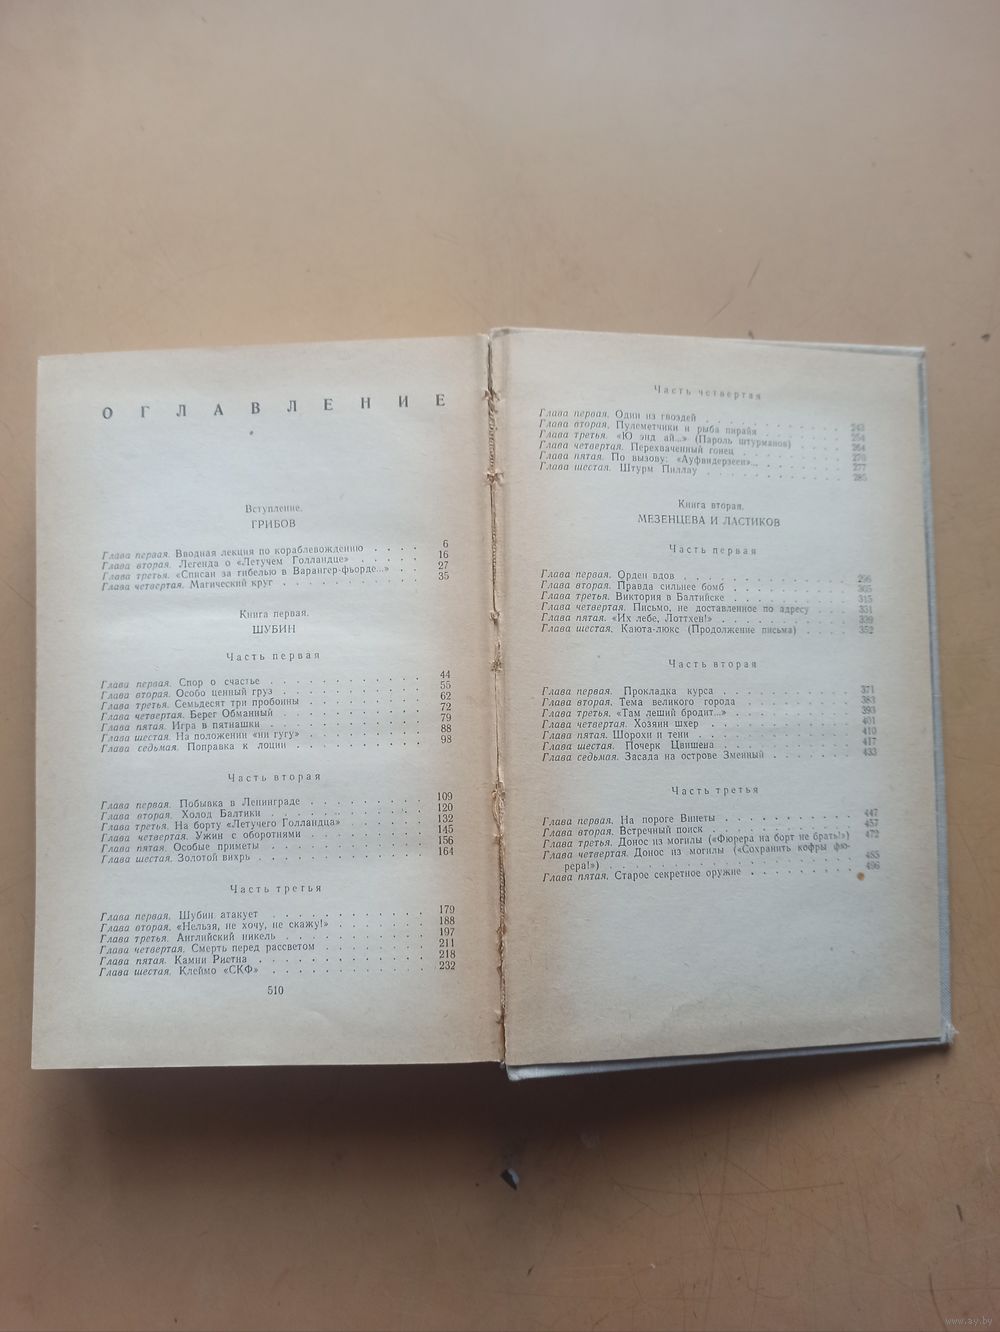 ОГЛАВЛЕНИЕ
Вступление.
ГРИБОВ
Глава первая. Вводная лекция по кораблевождению . . . . 6
Глава вторая. Легенда о «Летучем Голландце» . . . . 16
Глава третья. «Списан за гибелью в Варангер-фьорде...» . . 27
Глава четвертая. Магический круг . . . . . . . . . 35
Книга первая.
ШУБИН
Часть первая
Глава первая. Спор о счастье . . . . . . . . . . . 44
Глава вторая. Особо ценный груз . . . . . . . . . . 55
Глава третья. Семьдесят три пробоины . . . . . . . . 62
Глава четвертая. Берег Обманный . . . . . . . . . . 72
Глава пятая. Игра в пятнашки . . . . . . . . . . . 79
Глава шестая. На положении «ни гугу» . . . . . . . . 88
Глава седьмая. Поправка к лоции . . . . . . . . . . 98
Часть вторая
Глава первая. Побывка в Ленинграде . . . . . . . . . 109
Глава вторая. Холод Балтики . . . . . . . . . . . 120
Глава третья. На борту «Летучего Голландца» . . . . . . 132
Глава четвертая. Ужин с оборотнями . . . . . . . . . 145
Глава пятая. Особые приметы . . . . . . . . . . . 156
Глава шестая. Золотой вихрь . . . . . . . . . . . 164
Часть третья
Глава первая. Шубин атакует . . . . . . . . . . . 179
Глава вторая. «Нельзя, не хочу, не скажу!» . . . . . . . 188
Глава третья. Английский никель . . . . . . . . . . 197
Глава четвертая. Смерть перед рассветом . . . . . . . . 211
Глава пятая. Камни Ристна . . . . . . . . . . . . 218
Глава шестая. Клеймо «СКФ» . . . . . . . . . . . 232
510
Часть четвертая
Глава первая. Один из гвоздей . . . . . . . . . . 243
Глава вторая. Пулеметчики и рыба пирайя . . . . . . . 254
Глава третья. «Ю энд ай...» (Пароль штурманов) . . . . 264
Глава четвертая. Перехваченный гонец . . . . . . . . 270
Глава пятая. По вызову: «Ауфвидерзеен»... . . . . . . . 277
Глава шестая. Штурм Пиллау . . . . . . . . . . . 285
Книга вторая.
МЕЗЕНЦЕВА И ЛАСТИКОВ
Часть первая
Глава первая. Орден вдов . . . . . . . . . . . . 296
Глава вторая. Правда сильнее бомб . . . . . . . . . 305
Глава третья. Виктория в Балтийске . . . . . . . . . 315
Глава четвертая. Письмо, не доставленное по адресу . . . 331
Глава пятая. «Их лебе, Лоттхен!» . . . . . . . . . . 339
Глава шестая. Каюта-люкс (Продолжение письма) . . . . 352
Часть вторая
Глава первая. Прокладка курса . . . . . . . . . . . 371
Глава вторая. Тема великого города . . . . . . . . . 383
Глава третья. «Там леший бродит...» . . . . . . . . . 393
Глава четвертая. Хозяин шхер . . . . . . . . . . . 401
Глава пятая. Шорохи и тени . . . . . . . . . . . . 410
Глава шестая. Почерк Цвишена . . . . . . . . . . . 417
Глава седьмая. Засада на острове Змеиный . . . . . . . 433
Часть третья
Глава первая. На пороге Винеты . . . . . . . . . . 447
Глава вторая. Встречный поиск . . . . . . . . . . . 457
Глава третья. Донос из могилы («Фюрера на борт не брать!») 472
Глава четвертая. Донос из могилы («Сохранить кофры фю-
рера!») . . . . . . . . . . . . . . . . . . 485
Глава пятая. Старое секретное оружие . . . . . . . . 496
www.ay.by